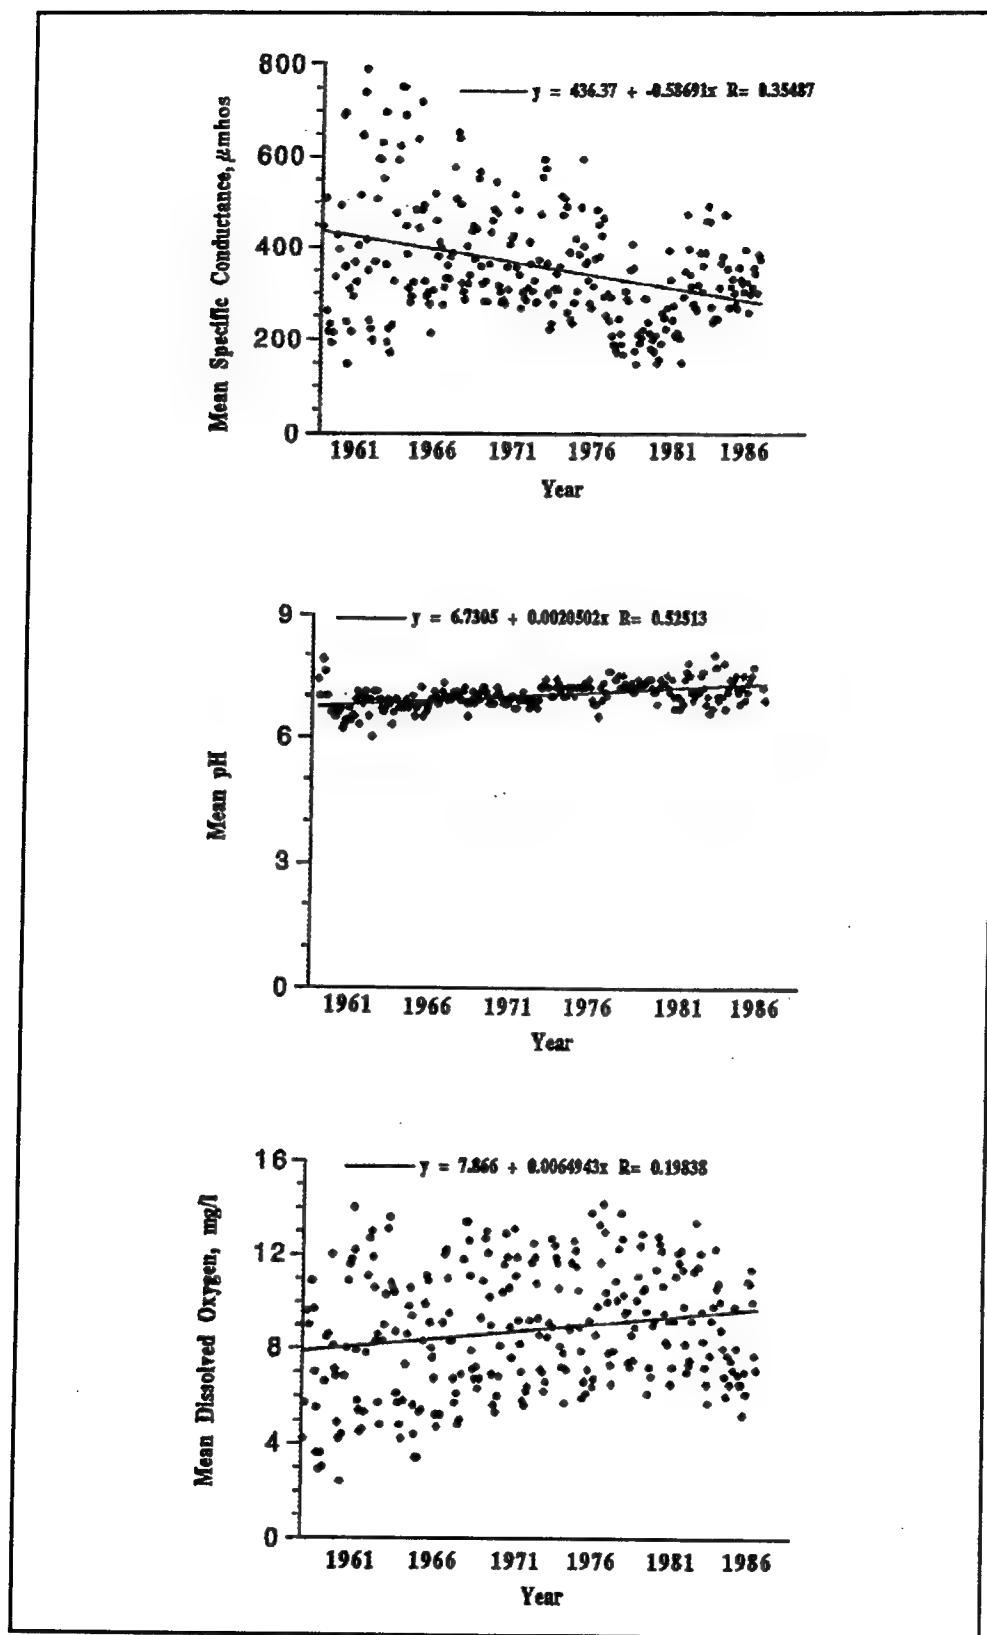 800
600
400
200
0
y = 436.37 + -0.58691x R= 0.35487
Mean Specific Conductance, µmhos
1961 1966 1971 1976 1981 1986
Year
9
6
3
0
y = 6.7305 + 0.0020502x R= 0.52513
Mean pH
1961 1966 1971 1976 1981 1986
Year
16
12
8
4
0
y = 7.866 + 0.0064943x R= 0.19838
Mean Dissolved Oxygen, mg/l
1961 1966 1971 1976 1981 1986
Year